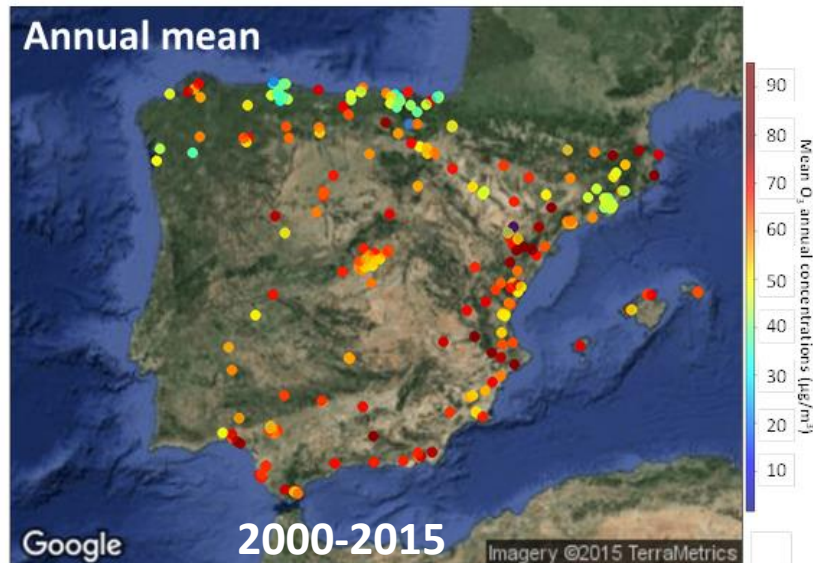 Annual mean
90
80
70
60
50
40
30
20
10
Mean O₃ annual concentrations (µg/m³)
Google
2000-2015
Imagery ©2015 TerraMetrics